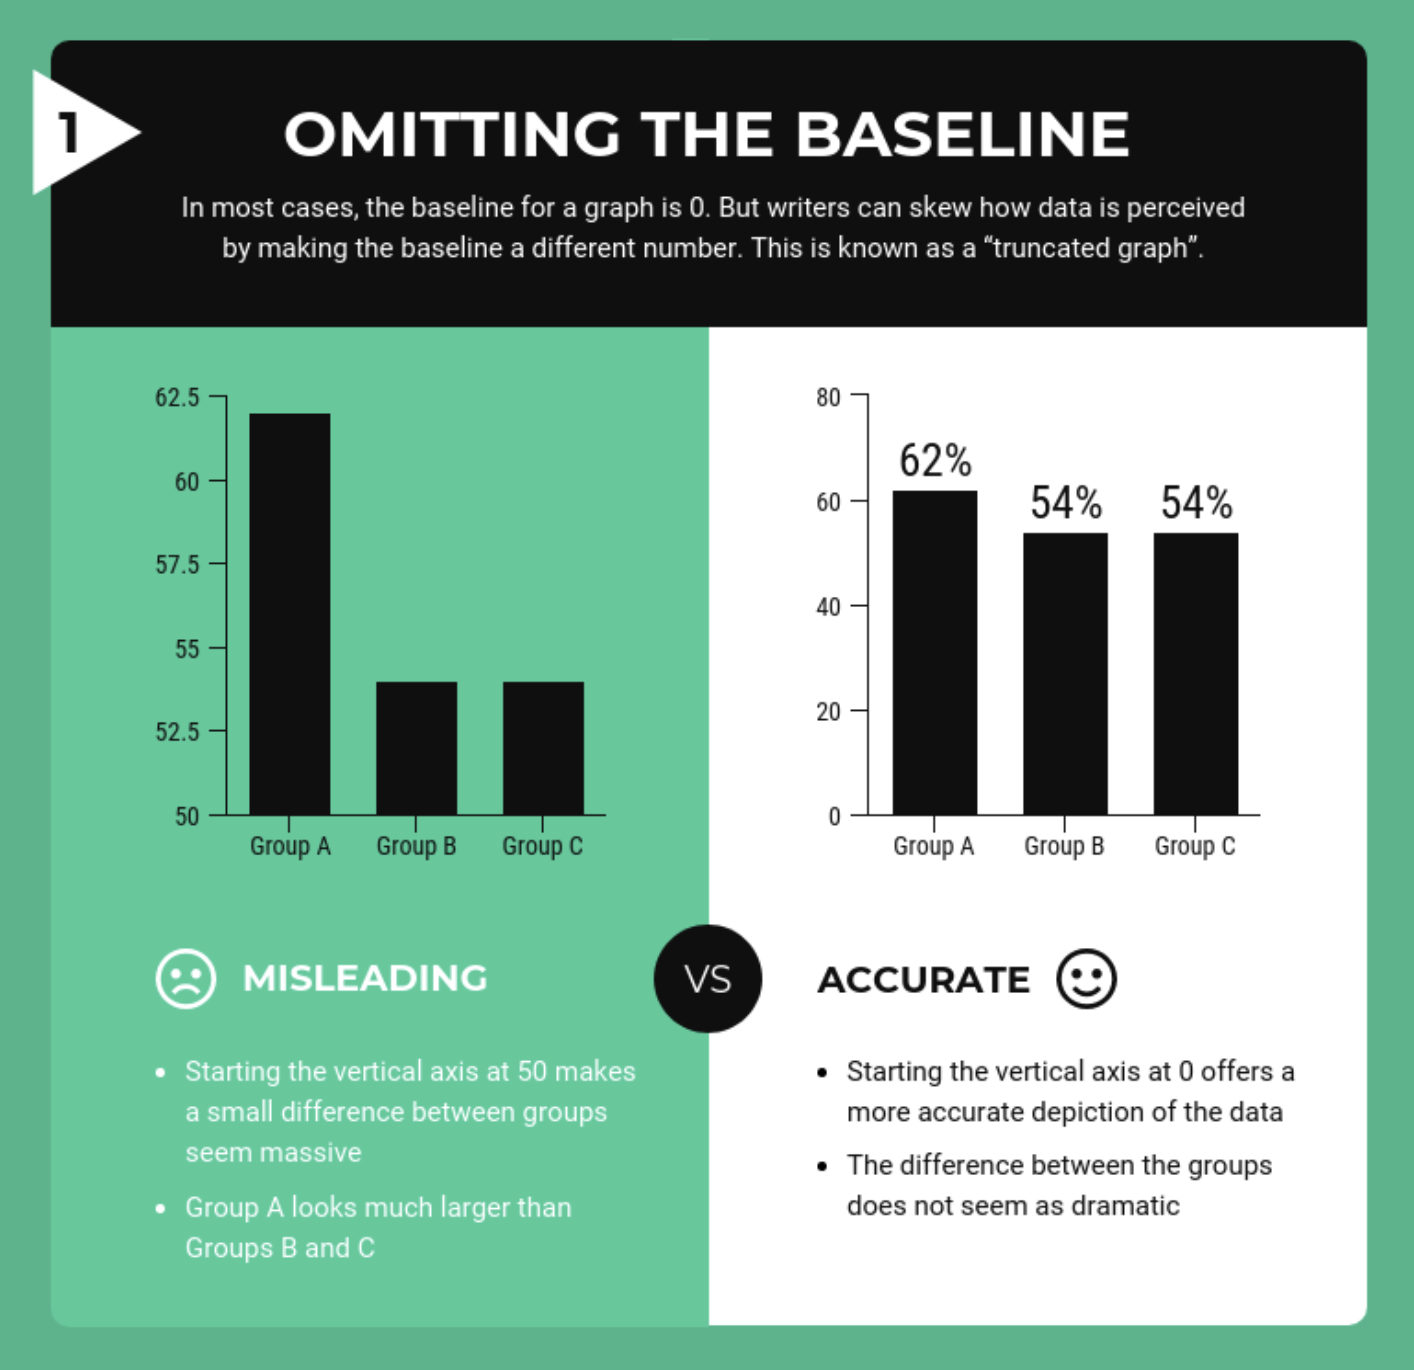 1
OMITTING THE BASELINE
In most cases, the baseline for a graph is 0. But writers can skew how data is perceived
by making the baseline a different number. This is known as a “truncated graph”.
62.5
60
57.5
55
52.5
50
Group A Group B Group C
80
60
40
20
0
62%
54%
54%
Group A Group B Group C
MISLEADING
VS
ACCURATE
• Starting the vertical axis at 50 makes
a small difference between groups
seem massive
• Group A looks much larger than
Groups B and C
• Starting the vertical axis at 0 offers a
more accurate depiction of the data
• The difference between the groups
does not seem as dramatic